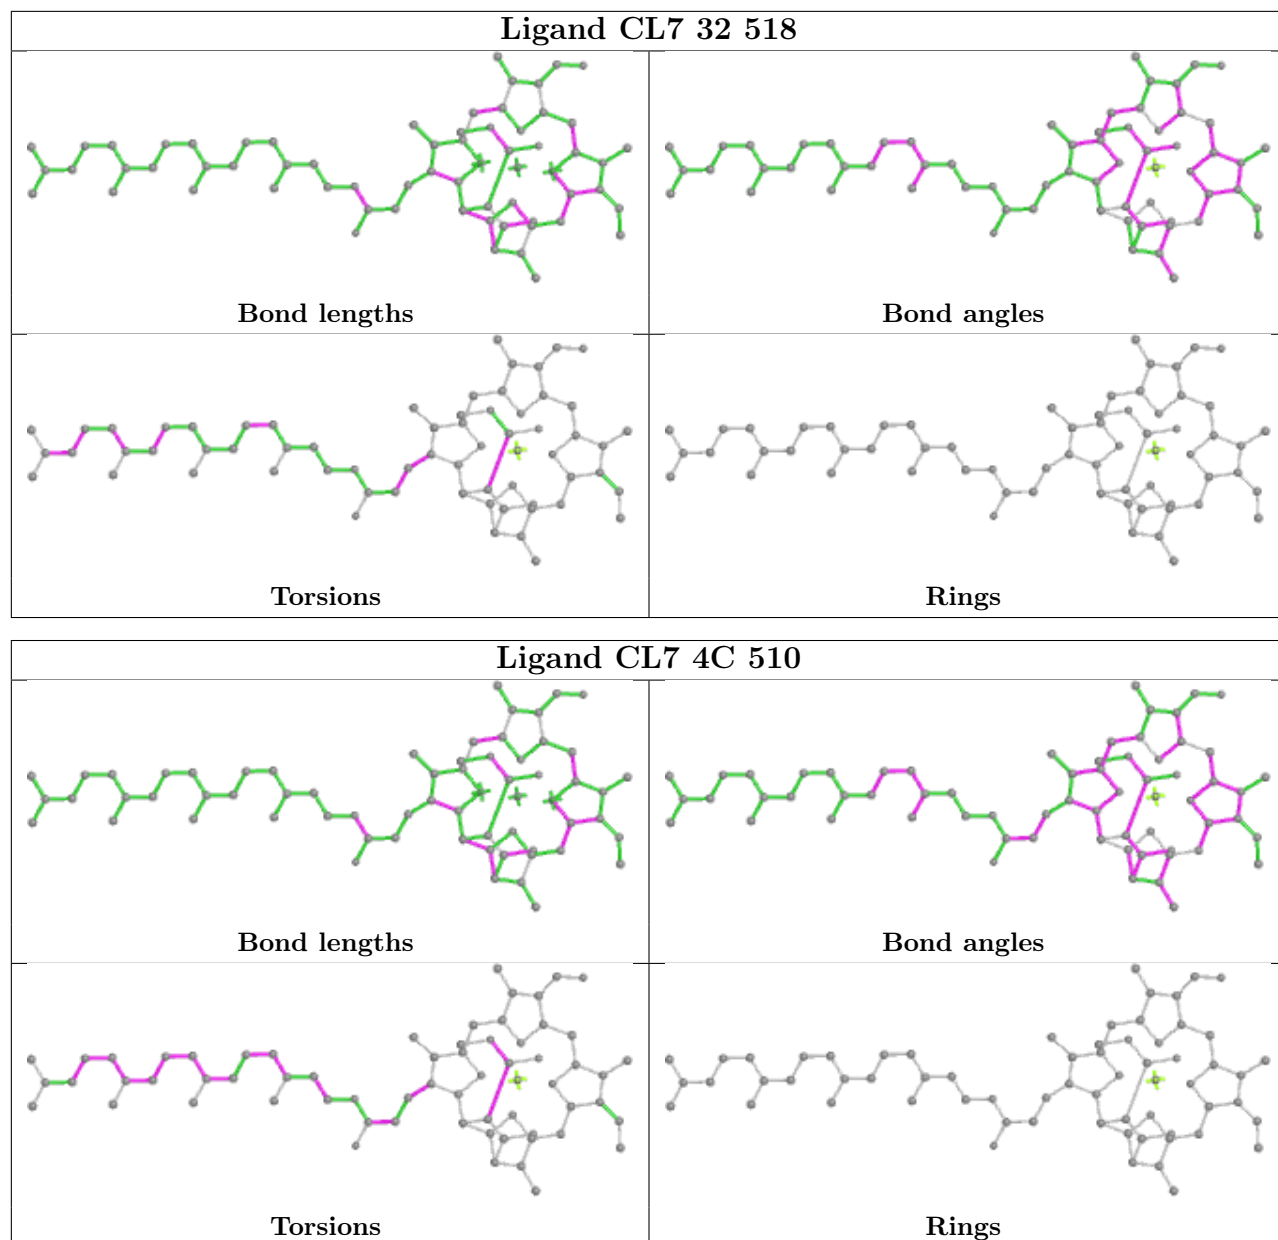 Ligand CL7 32 518
Bond lengths
Bond angles
Torsions
Rings
Ligand CL7 4C 510
Bond lengths
Bond angles
Torsions
Rings